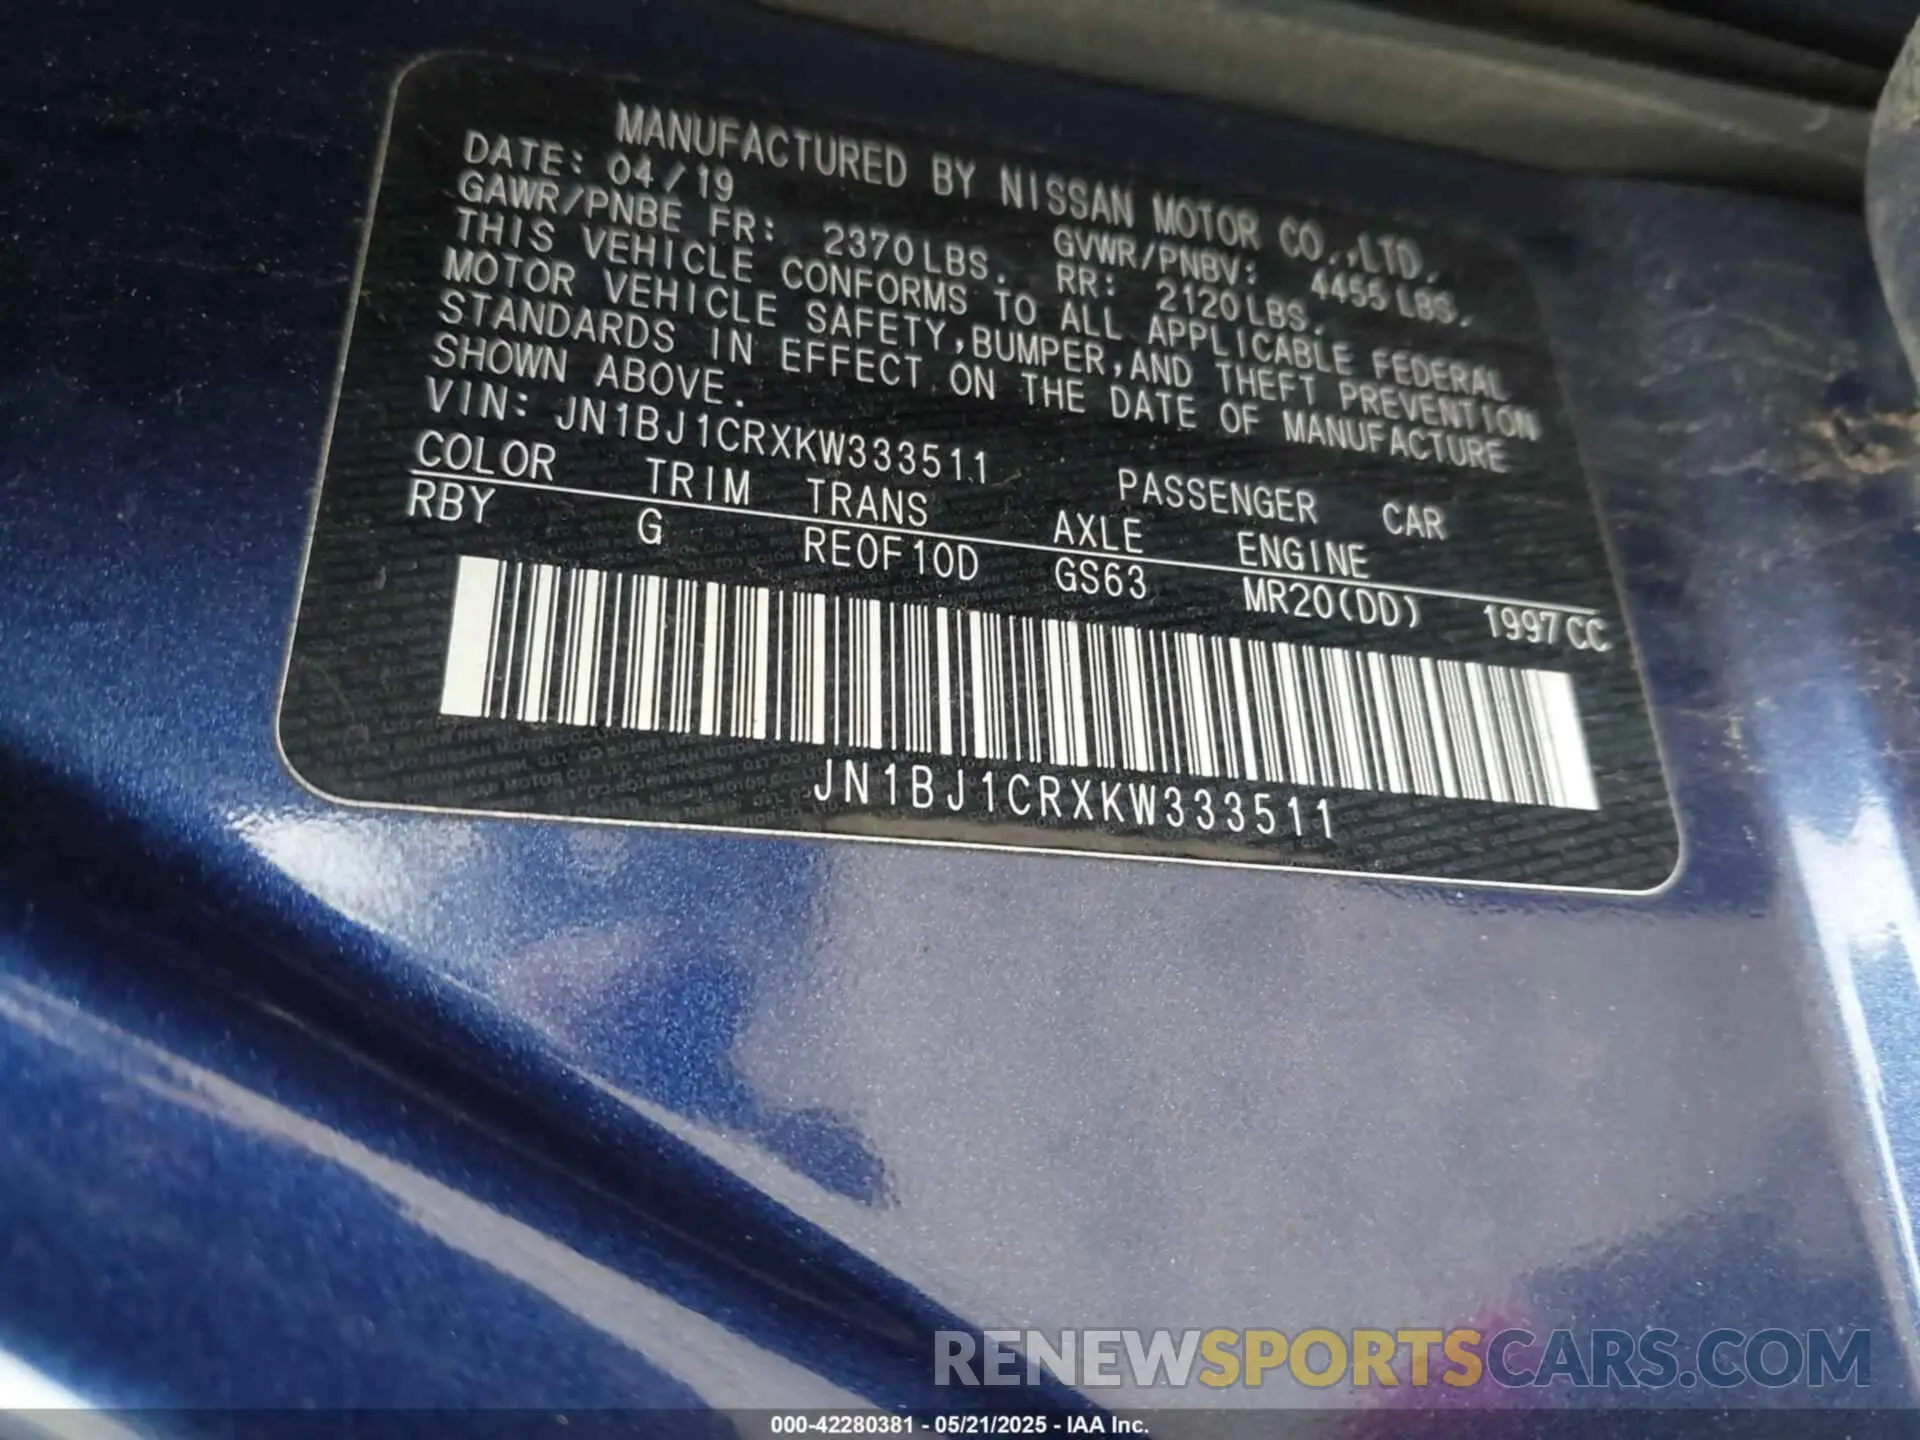 MANUFACTURED BY NISSAN MOTOR CO.,LTD.
DATE: 04/19 GVWR/PNBV: 4455LBS.
GAWR/PNBE FR: 2370LBS. RR: 2120LBS.
THIS VEHICLE CONFORMS TO ALL APPLICABLE FEDERAL
MOTOR VEHICLE SAFETY,BUMPER,AND THEFT PREVENTION
STANDARDS IN EFFECT ON THE DATE OF MANUFACTURE
SHOWN ABOVE.
VIN: JN1BJ1CRXKW333511 PASSENGER CAR
COLOR TRIM TRANS AXLE ENGINE
RBY G RE0F10D GS63 MR20(DD) 1997CC
JN1BJ1CRXKW333511
RENEWSPORTSCARS.COM
000-42280381 - 05/21/2025 - IAA Inc.